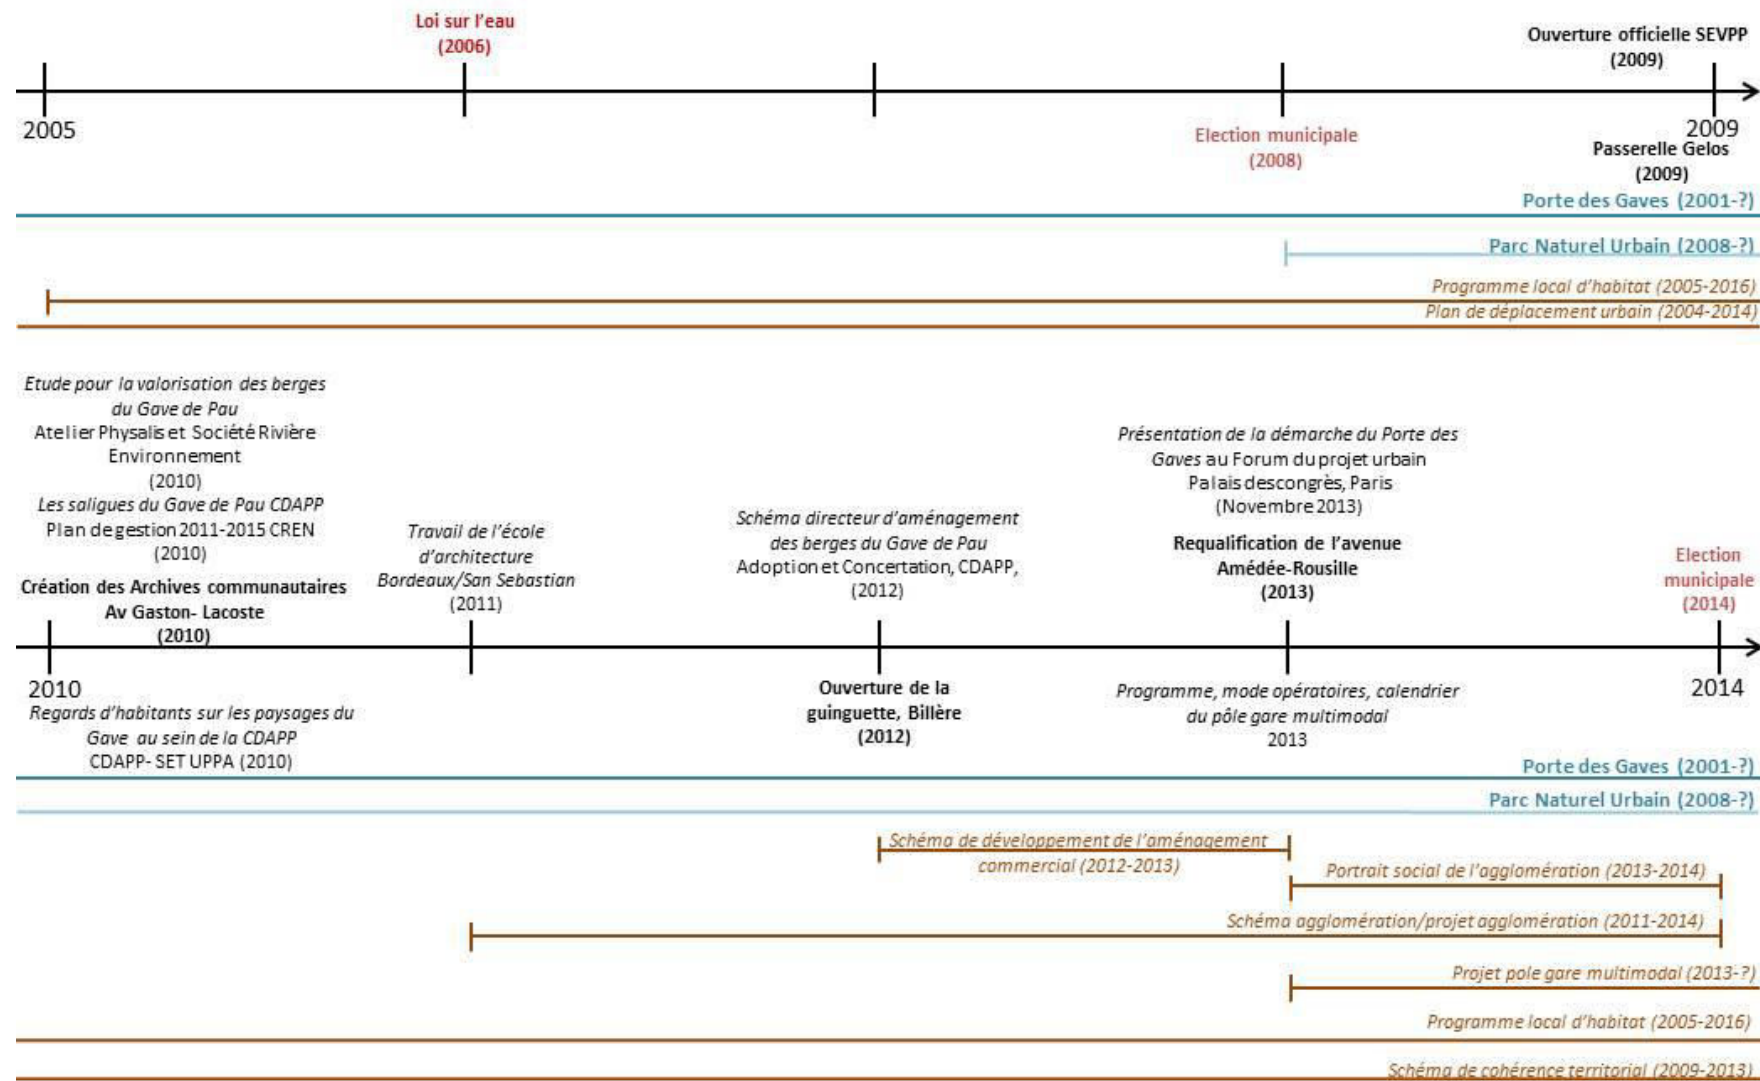 Loi sur l'eau
(2006)
Ouverture officielle SEVPP
(2009)
2005
2009
Election municipale
(2008)
Passerelle Gelos
(2009)
Porte des Gaves (2001-?)
Parc Naturel Urbain (2008-?)
Programme local d'habitat (2005-2016)
Plan de déplacement urbain (2004-2014)
Etude pour la valorisation des berges
du Gave de Pau
Atelier Physalis et Société Rivière
Environnement
(2010)
Les saligues du Gave de Pau CDAPP
Plan de gestion 2011-2015 CREN
(2010)
Création des Archives communautaires
Av Gaston- Lacoste
(2010)
Travail de l'école
d'architecture
Bordeaux/San Sebastian
(2011)
Schéma directeur d'aménagement
des berges du Gave de Pau
Adoption et Concertation, CDAPP,
(2012)
Présentation de la démarche du Porte des
Gaves au Forum du projet urbain
Palais descongrès, Paris
(Novembre 2013)
Requalification de l'avenue
Amédée-Rousille
(2013)
Election
municipale
(2014)
2010
2014
Regards d'habitants sur les paysages du
Gave au sein de la CDAPP
CDAPP- SET UPPA (2010)
Ouverture de la
guinguette, Billère
(2012)
Programme, mode opératoires, calendrier
du pôle gare multimodal
2013
Porte des Gaves (2001-?)
Parc Naturel Urbain (2008-?)
Schéma de développement de l'aménagement
commercial (2012-2013)
Portrait social de l'agglomération (2013-2014)
Schéma agglomération/projet agglomération (2011-2014)
Projet pole gare multimodal (2013-?)
Programme local d'habitat (2005-2016)
Schéma de cohérence territorial (2009-2013)